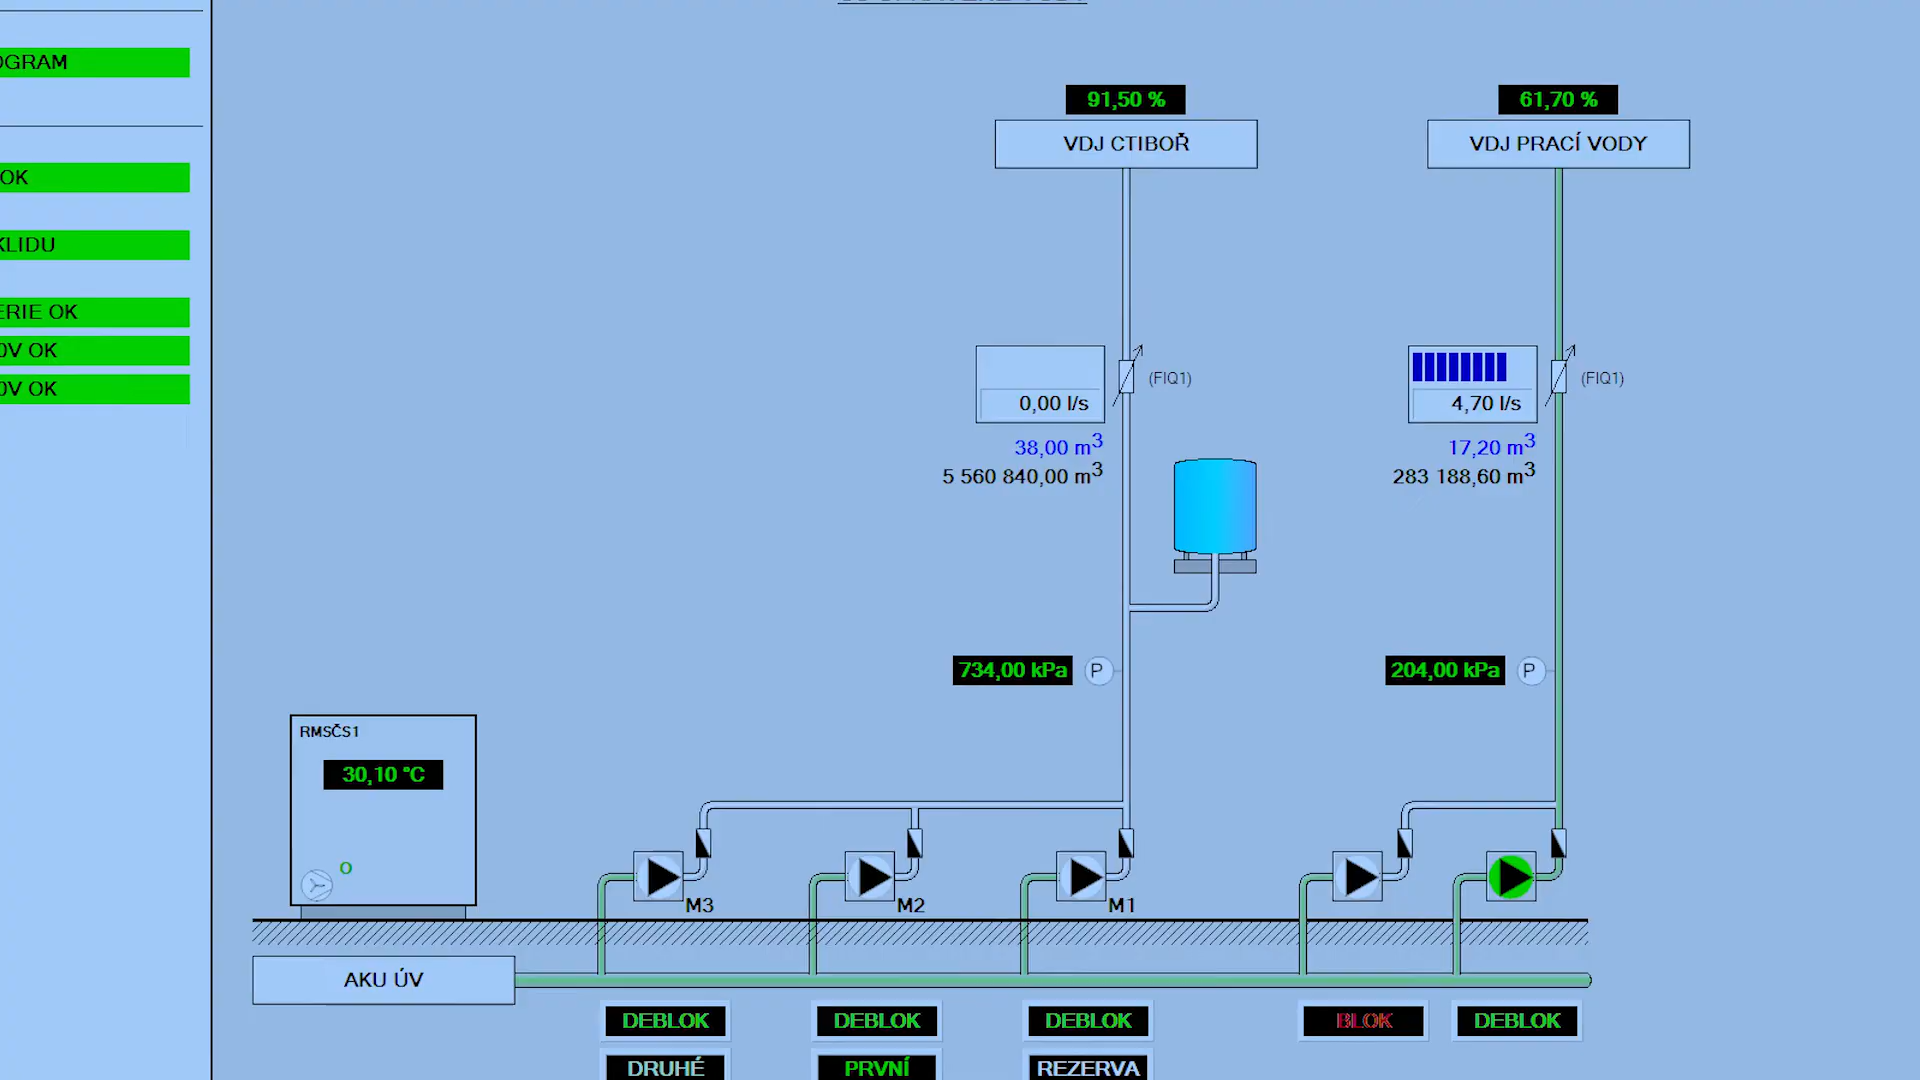 OGRAM
OK
KLIDU
ERIE OK
0V OK
0V OK
91,50 %
VDJ CTIBOŘ
61,70 %
VDJ PRACÍ VODY
0,00 l/s
(FIQ1)
38,00 m3
5 560 840,00 m3
4,70 l/s
(FIQ1)
17,20 m3
283 188,60 m3
734,00 kPa
P
204,00 kPa
P
RMSČS1
30,10 °C
O
M3
M2
M1
AKU ÚV
DEBLOK
DEBLOK
DEBLOK
BLOK
DEBLOK
DRUHÉ
PRVNÍ
REZERVA